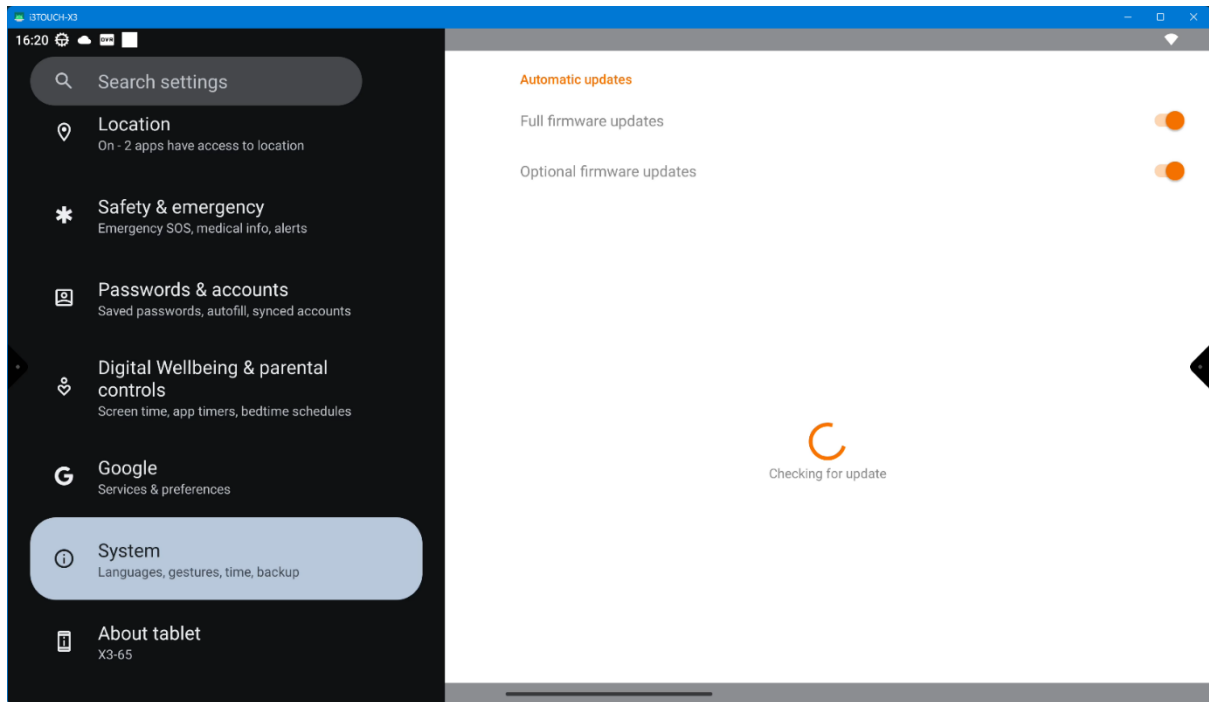 i3TOUCH-X3
16:20
Search settings
Location
On - 2 apps have access to location
Safety & emergency
Emergency SOS, medical info, alerts
Passwords & accounts
Saved passwords, autofill, synced accounts
Digital Wellbeing & parental
controls
Screen time, app timers, bedtime schedules
G
Google
Services & preferences
System
Languages, gestures, time, backup
About tablet
X3-65
Automatic updates
Full firmware updates
Optional firmware updates
Checking for update